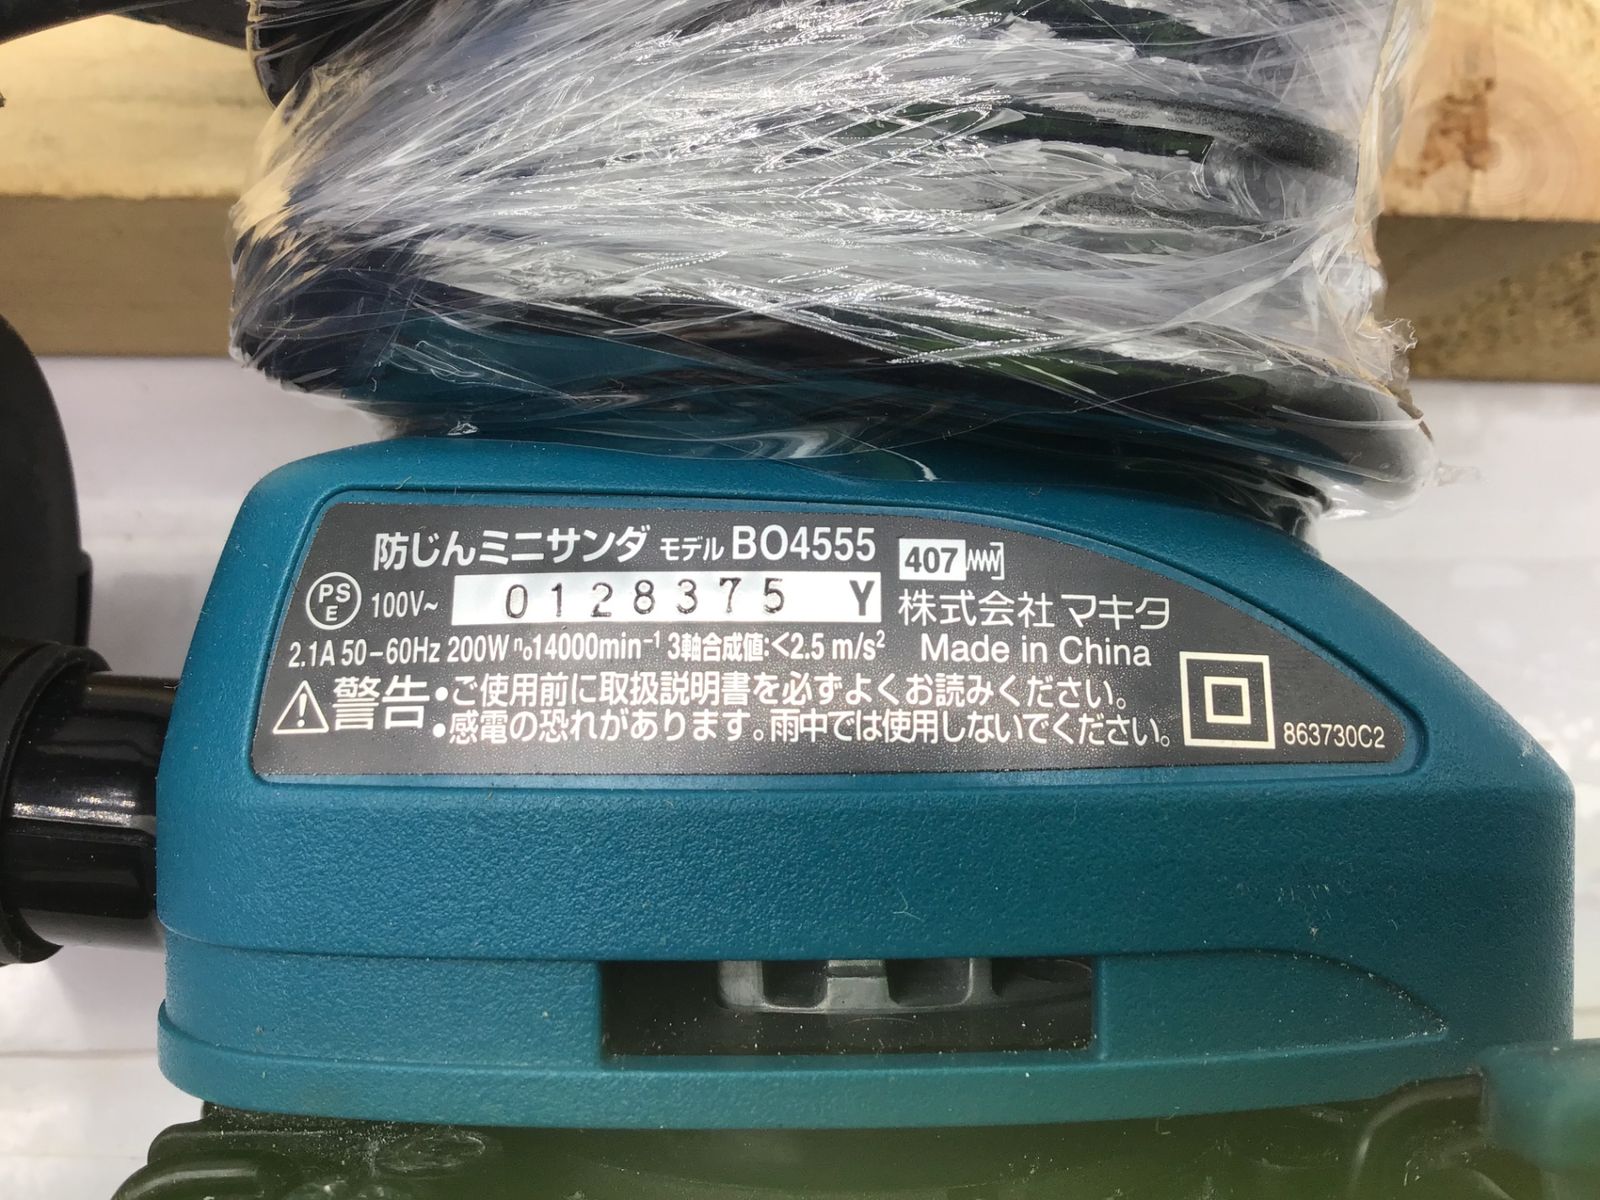 防じんミニサンダ モデル BO4555
407
PS E 100V~ 0128375 Y 株式会社 マキタ
2.1A 50-60Hz 200W n₀14000min⁻¹ 3軸合成値:<2.5 m/s² Made in China
警告 •ご使用前に取扱説明書を必ずよくお読みください。
•感電の恐れがあります。雨中では使用しないでください。
863730C2